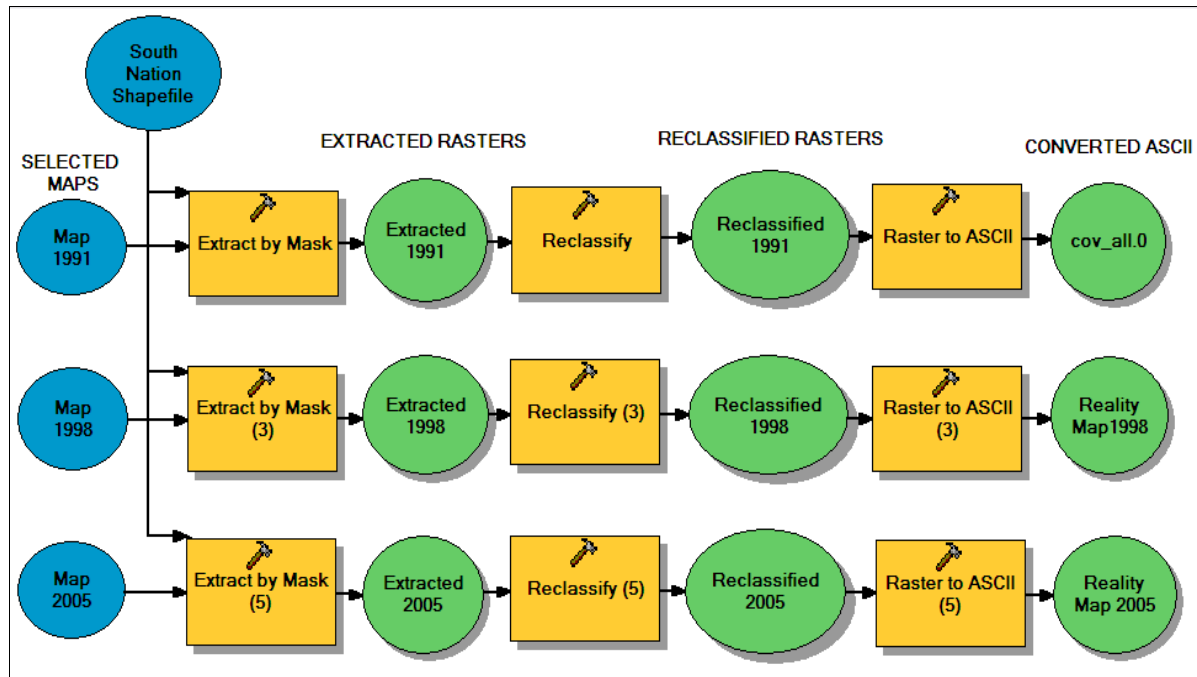 South
Nation
Shapefile
SELECTED
MAPS
EXTRACTED RASTERS
RECLASSIFIED RASTERS
CONVERTED ASCII
Map
1991
Extract by Mask
Extracted
1991
Reclassify
Reclassified
1991
Raster to ASCII
cov_all.0
Map
1998
Extract by Mask
(3)
Extracted
1998
Reclassify (3)
Reclassified
1998
Raster to ASCII
(3)
Reality
Map1998
Map
2005
Extract by Mask
(5)
Extracted
2005
Reclassify (5)
Reclassified
2005
Raster to ASCII
(5)
Reality
Map 2005